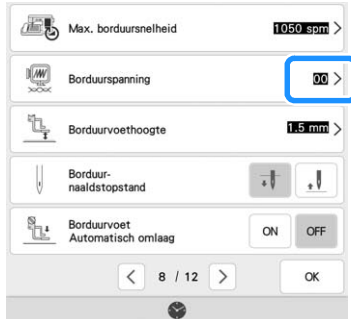 Max. borduursnelheid 1050 spm >
Borduurspanning 00 >
Borduurvoethoogte 1.5 mm >
Borduur-
naaldstopstand
Borduurvoet
Automatisch omlaag ON OFF
< 8 / 12 > OK